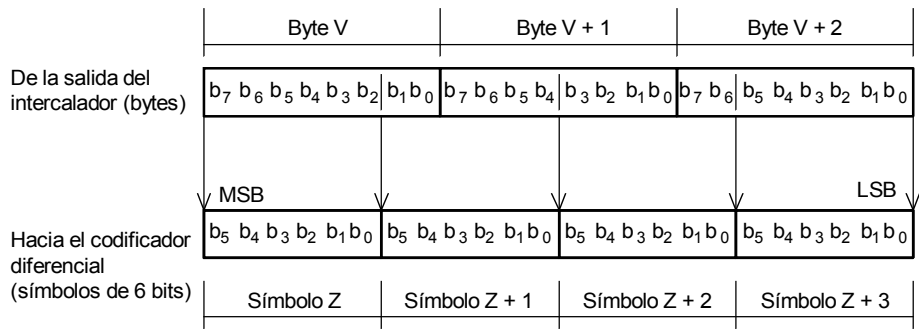 Byte V Byte V + 1 Byte V + 2
De la salida del
intercalador (bytes)
b7 b6 b5 b4 b3 b2 b1 b0 b7 b6 b5 b4 b3 b2 b1 b0 b7 b6 b5 b4 b3 b2 b1 b0
MSB LSB
Hacia el codificador
diferencial
(símbolos de 6 bits)
b5 b4 b3 b2 b1 b0 b5 b4 b3 b2 b1 b0 b5 b4 b3 b2 b1 b0 b5 b4 b3 b2 b1 b0
Símbolo Z Símbolo Z + 1 Símbolo Z + 2 Símbolo Z + 3